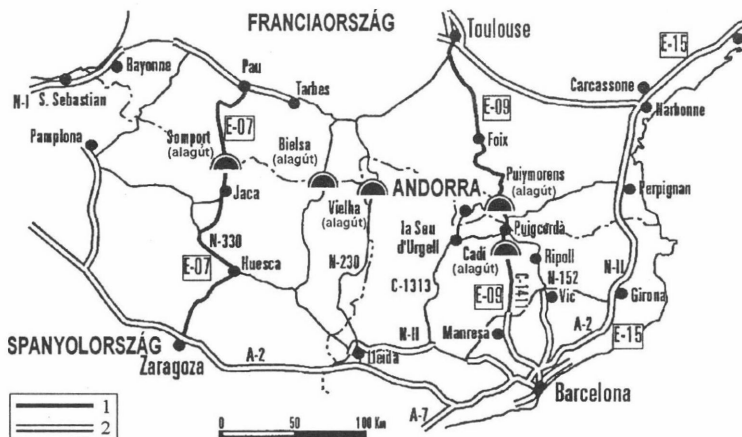 FRANCIAORSZÁG
Toulouse
E-15
Bayonne
Pau
Carcassone
N-I
S. Sebastian
Tarbes
Narbonne
E-09
Pamplona
Somport
(alagút)
E-07
Bielsa
(alagút)
Foix
Puiymorens
(alagút)
ANDORRA
Jaca
Vielha
(alagút)
Perpignan
la Seu
d'Urgell
Puigcordà
Cadí
(alagút)
Ripoll
N-330
E-07
Huesca
N-230
C-1313
E-09
C-1411
N-152
Vic
N-II
Girona
SPANYOLORSZÁG
Zaragoza
A-2
N-II
Lleida
Manresa
A-2
E-15
Barcelona
A-7
1
2
0 50 100 Km